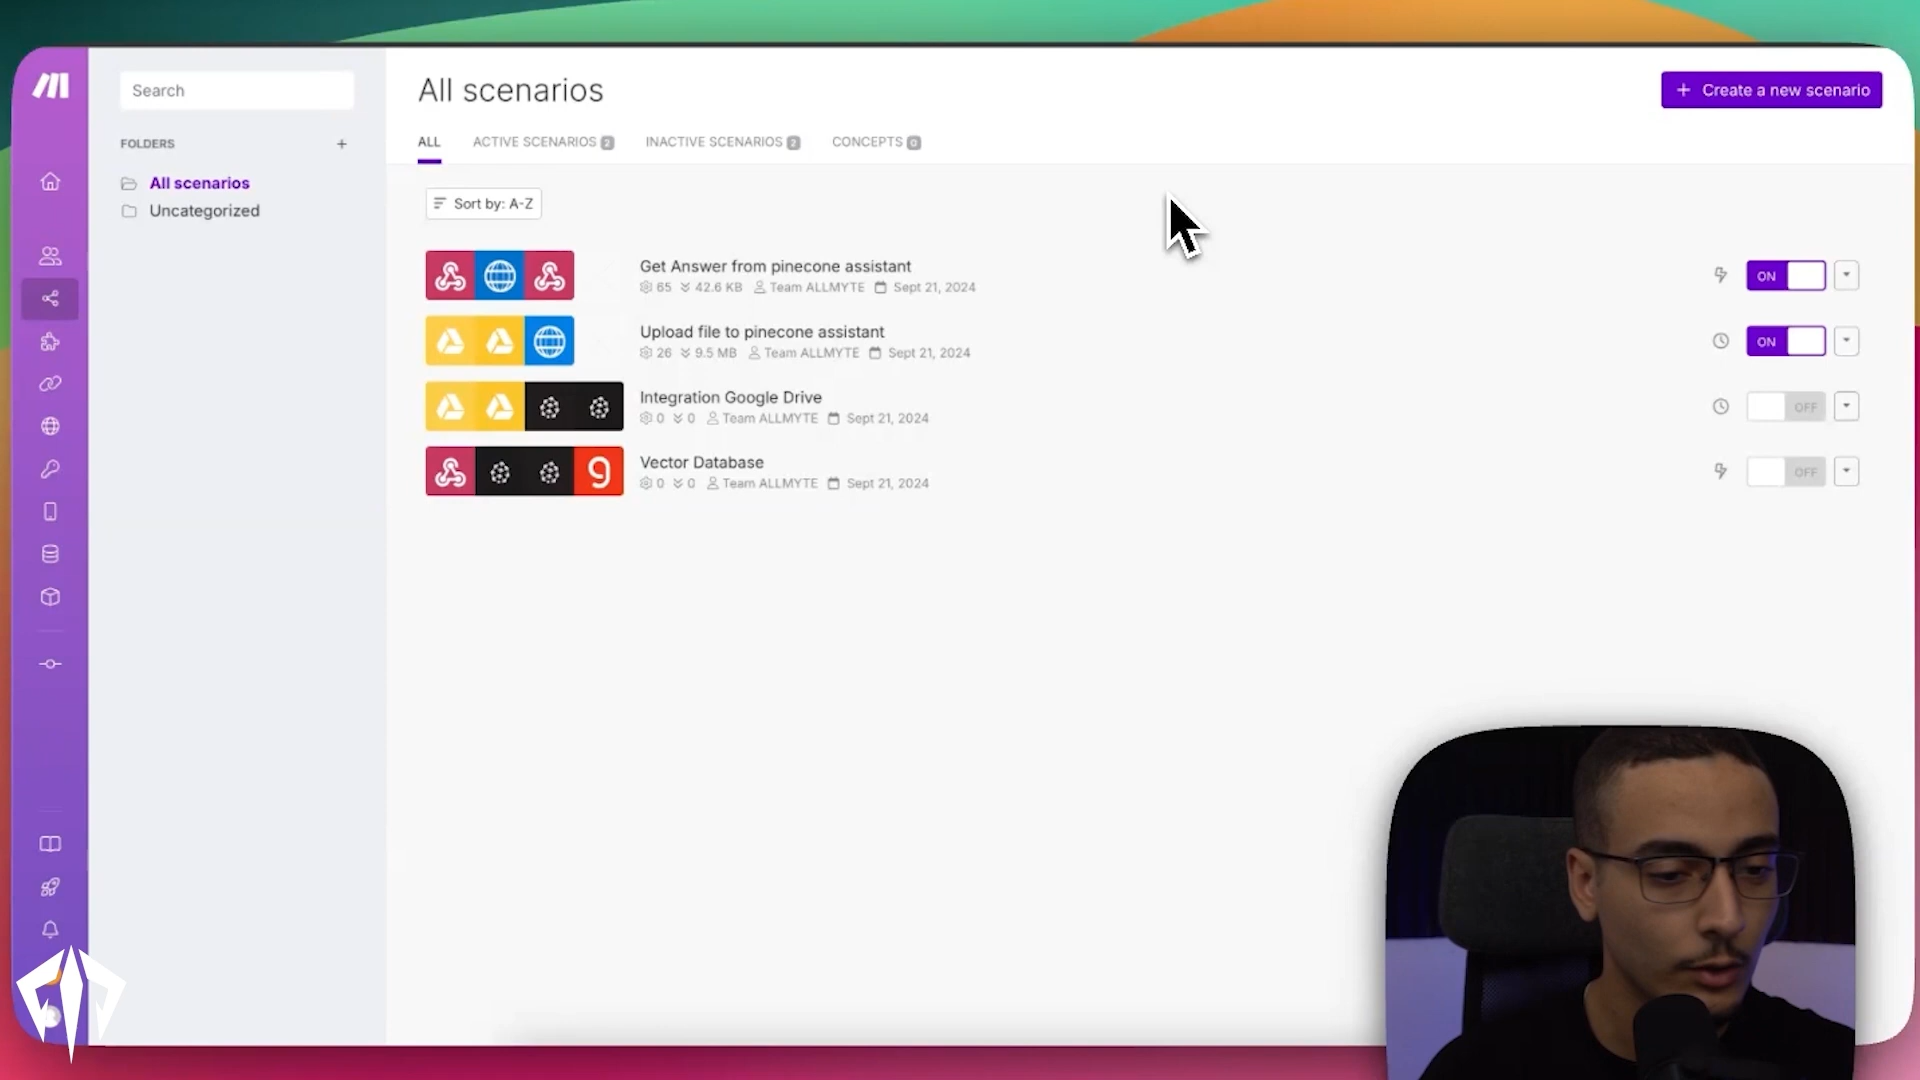 Search
All scenarios
+ Create a new scenario
FOLDERS +
ALL ACTIVE SCENARIOS 2 INACTIVE SCENARIOS 2 CONCEPTS 0
All scenarios
Uncategorized
Sort by: A-Z
Get Answer from pinecone assistant
65 42.6 KB Team ALLMYTE Sept 21, 2024
ON
Upload file to pinecone assistant
26 9.5 MB Team ALLMYTE Sept 21, 2024
ON
Integration Google Drive
0 0 Team ALLMYTE Sept 21, 2024
OFF
Vector Database
0 0 Team ALLMYTE Sept 21, 2024
OFF